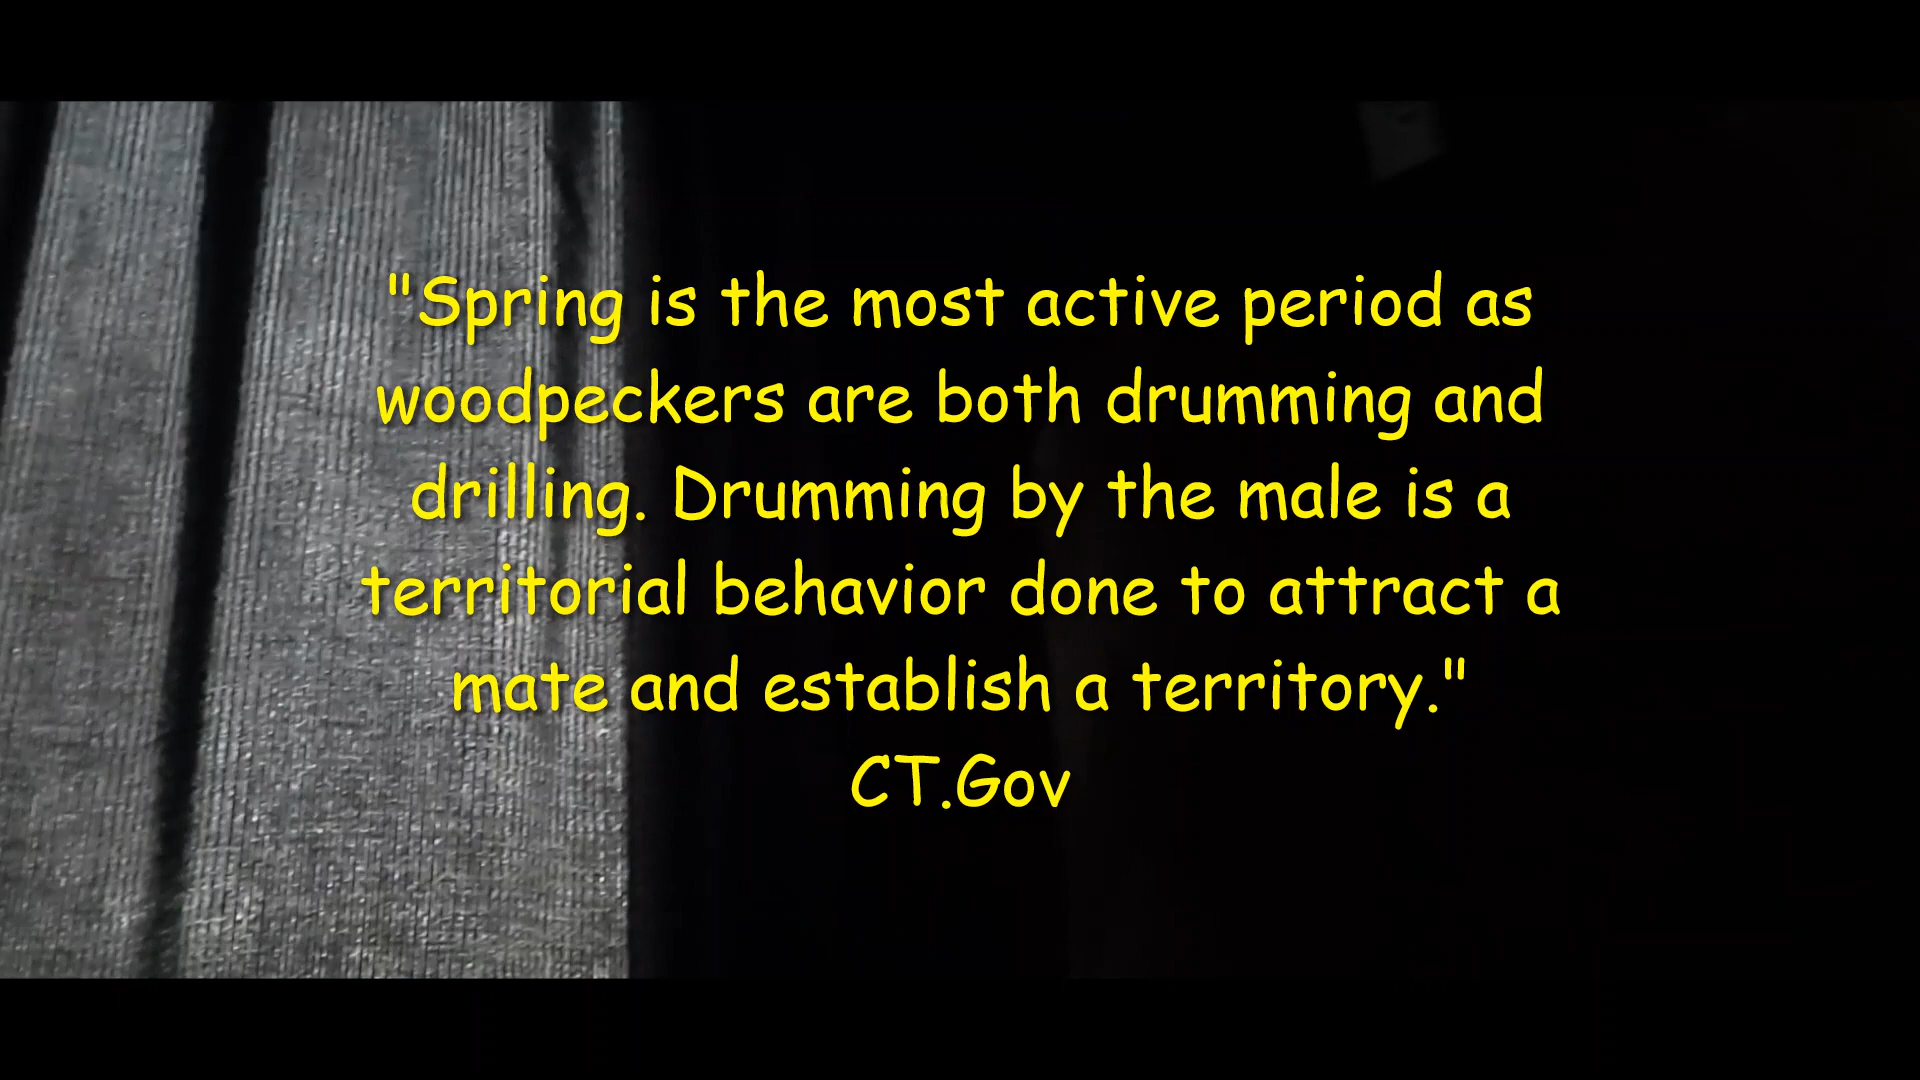 "Spring is the most active period as
woodpeckers are both drumming and
drilling. Drumming by the male is a
territorial behavior done to attract a
mate and establish a territory."
CT.Gov